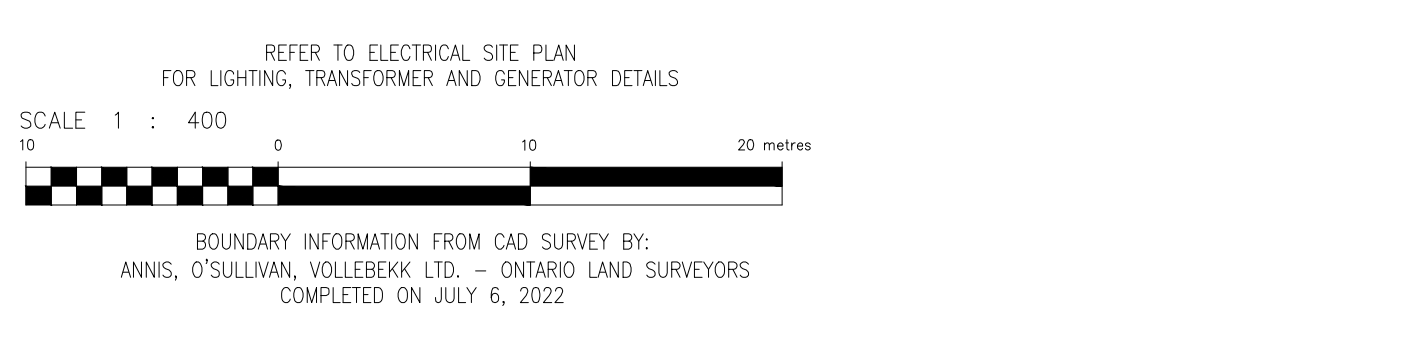 REFER TO ELECTRICAL SITE PLAN
FOR LIGHTING, TRANSFORMER AND GENERATOR DETAILS
SCALE 1 : 400
10 0 10 20 metres
BOUNDARY INFORMATION FROM CAD SURVEY BY:
ANNIS, O'SULLIVAN, VOLLEBEKK LTD. – ONTARIO LAND SURVEYORS
COMPLETED ON JULY 6, 2022